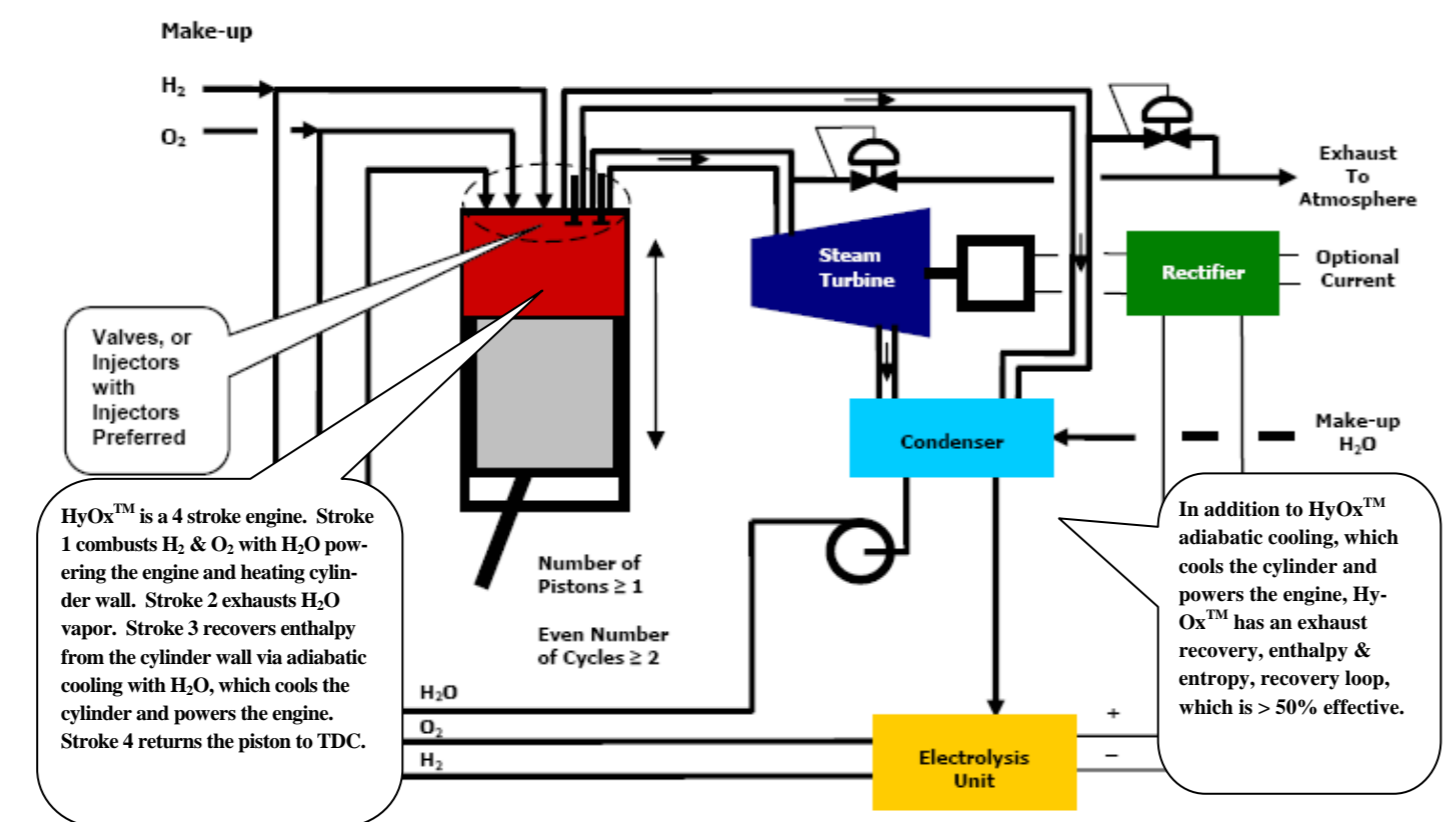 Make-up
H₂
O₂
Exhaust
To
Atmosphere
Steam
Turbine
Rectifier
Optional
Current
Valves, or
Injectors
with
Injectors
Preferred
Condenser
Make-up
H₂O
HyOx™ is a 4 stroke engine. Stroke
1 combusts H₂ & O₂ with H₂O pow-
ering the engine and heating cylin-
der wall. Stroke 2 exhausts H₂O
vapor. Stroke 3 recovers enthalpy
from the cylinder wall via adiabatic
cooling with H₂O, which cools the
cylinder and powers the engine.
Stroke 4 returns the piston to TDC.
Number of
Pistons ≥ 1
Even Number
of Cycles ≥ 2
In addition to HyOx™
adiabatic cooling, which
cools the cylinder and
powers the engine, Hy-
Ox™ has an exhaust
recovery, enthalpy &
entropy, recovery loop,
which is > 50% effective.
H₂O
O₂
H₂
Electrolysis
Unit
+
–